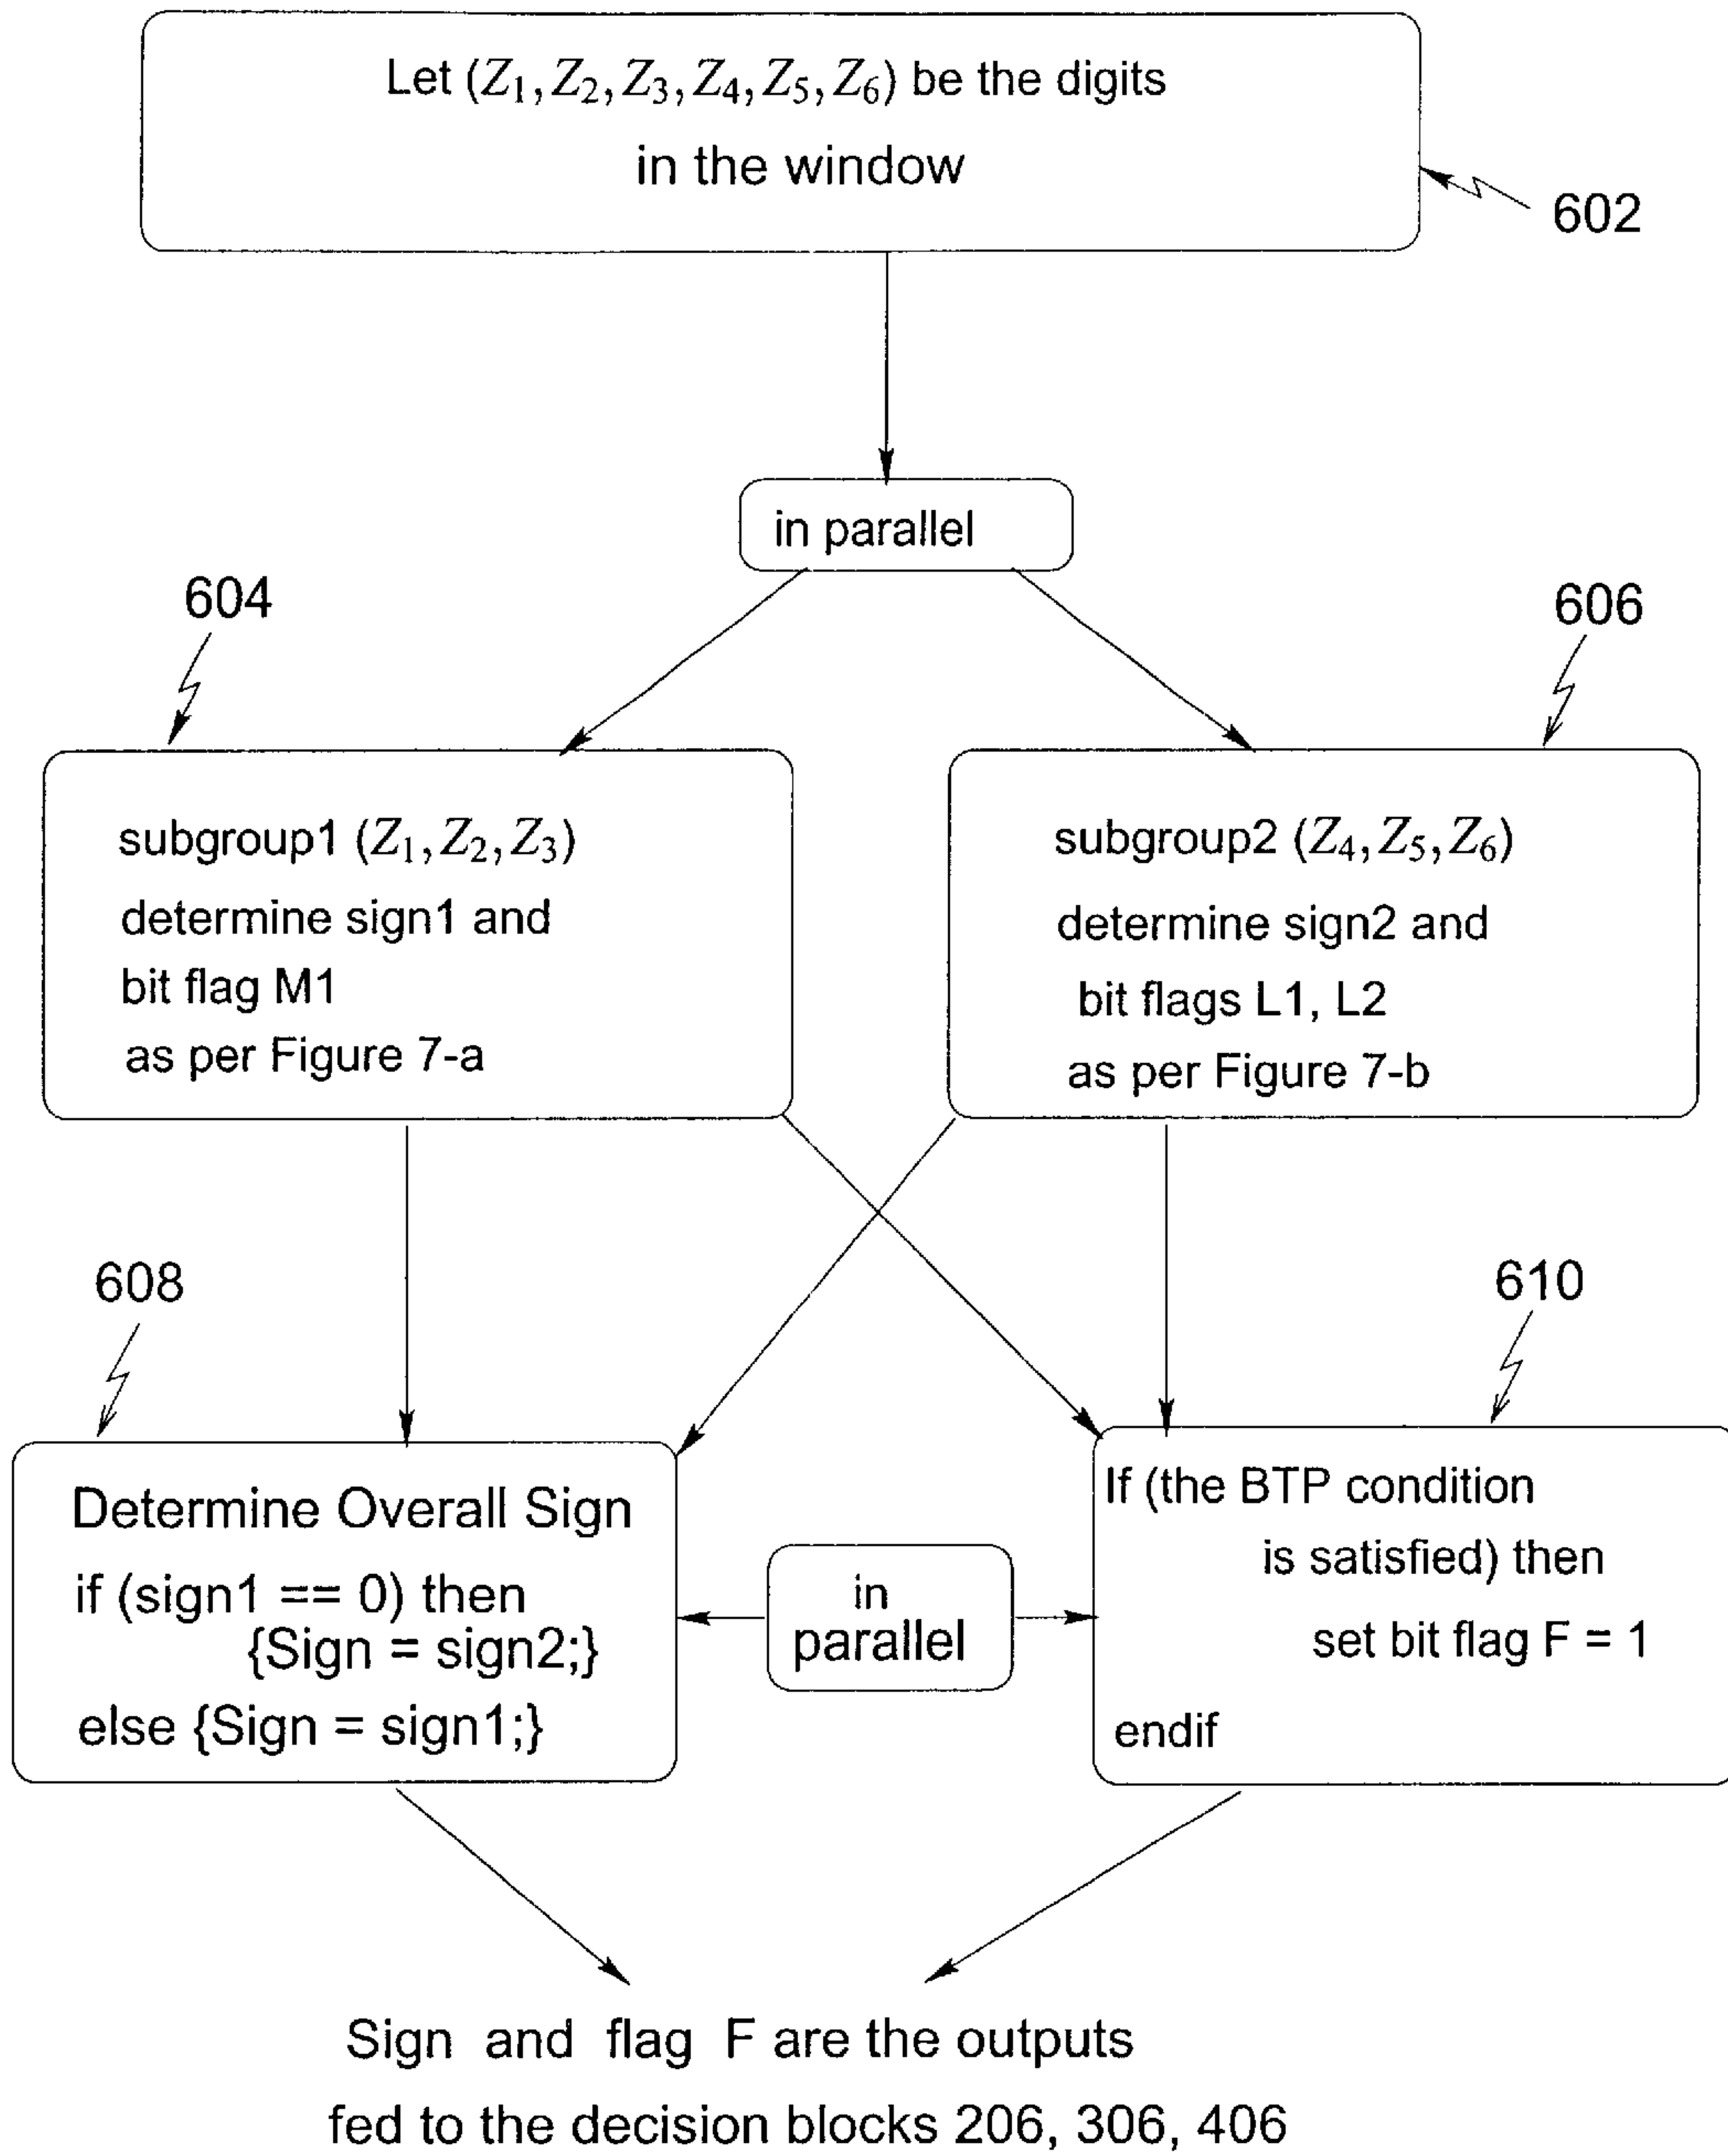 Let (Z1, Z2, Z3, Z4, Z5, Z6) be the digits
in the window
602
in parallel
604
606
subgroup1 (Z1, Z2, Z3)
determine sign1 and
bit flag M1
as per Figure 7-a
subgroup2 (Z4, Z5, Z6)
determine sign2 and
bit flags L1, L2
as per Figure 7-b
608
610
Determine Overall Sign
if (sign1 == 0) then
{Sign = sign2;}
else {Sign = sign1;}
in
parallel
If (the BTP condition
is satisfied) then
set bit flag F = 1
endif
Sign and flag F are the outputs
fed to the decision blocks 206, 306, 406